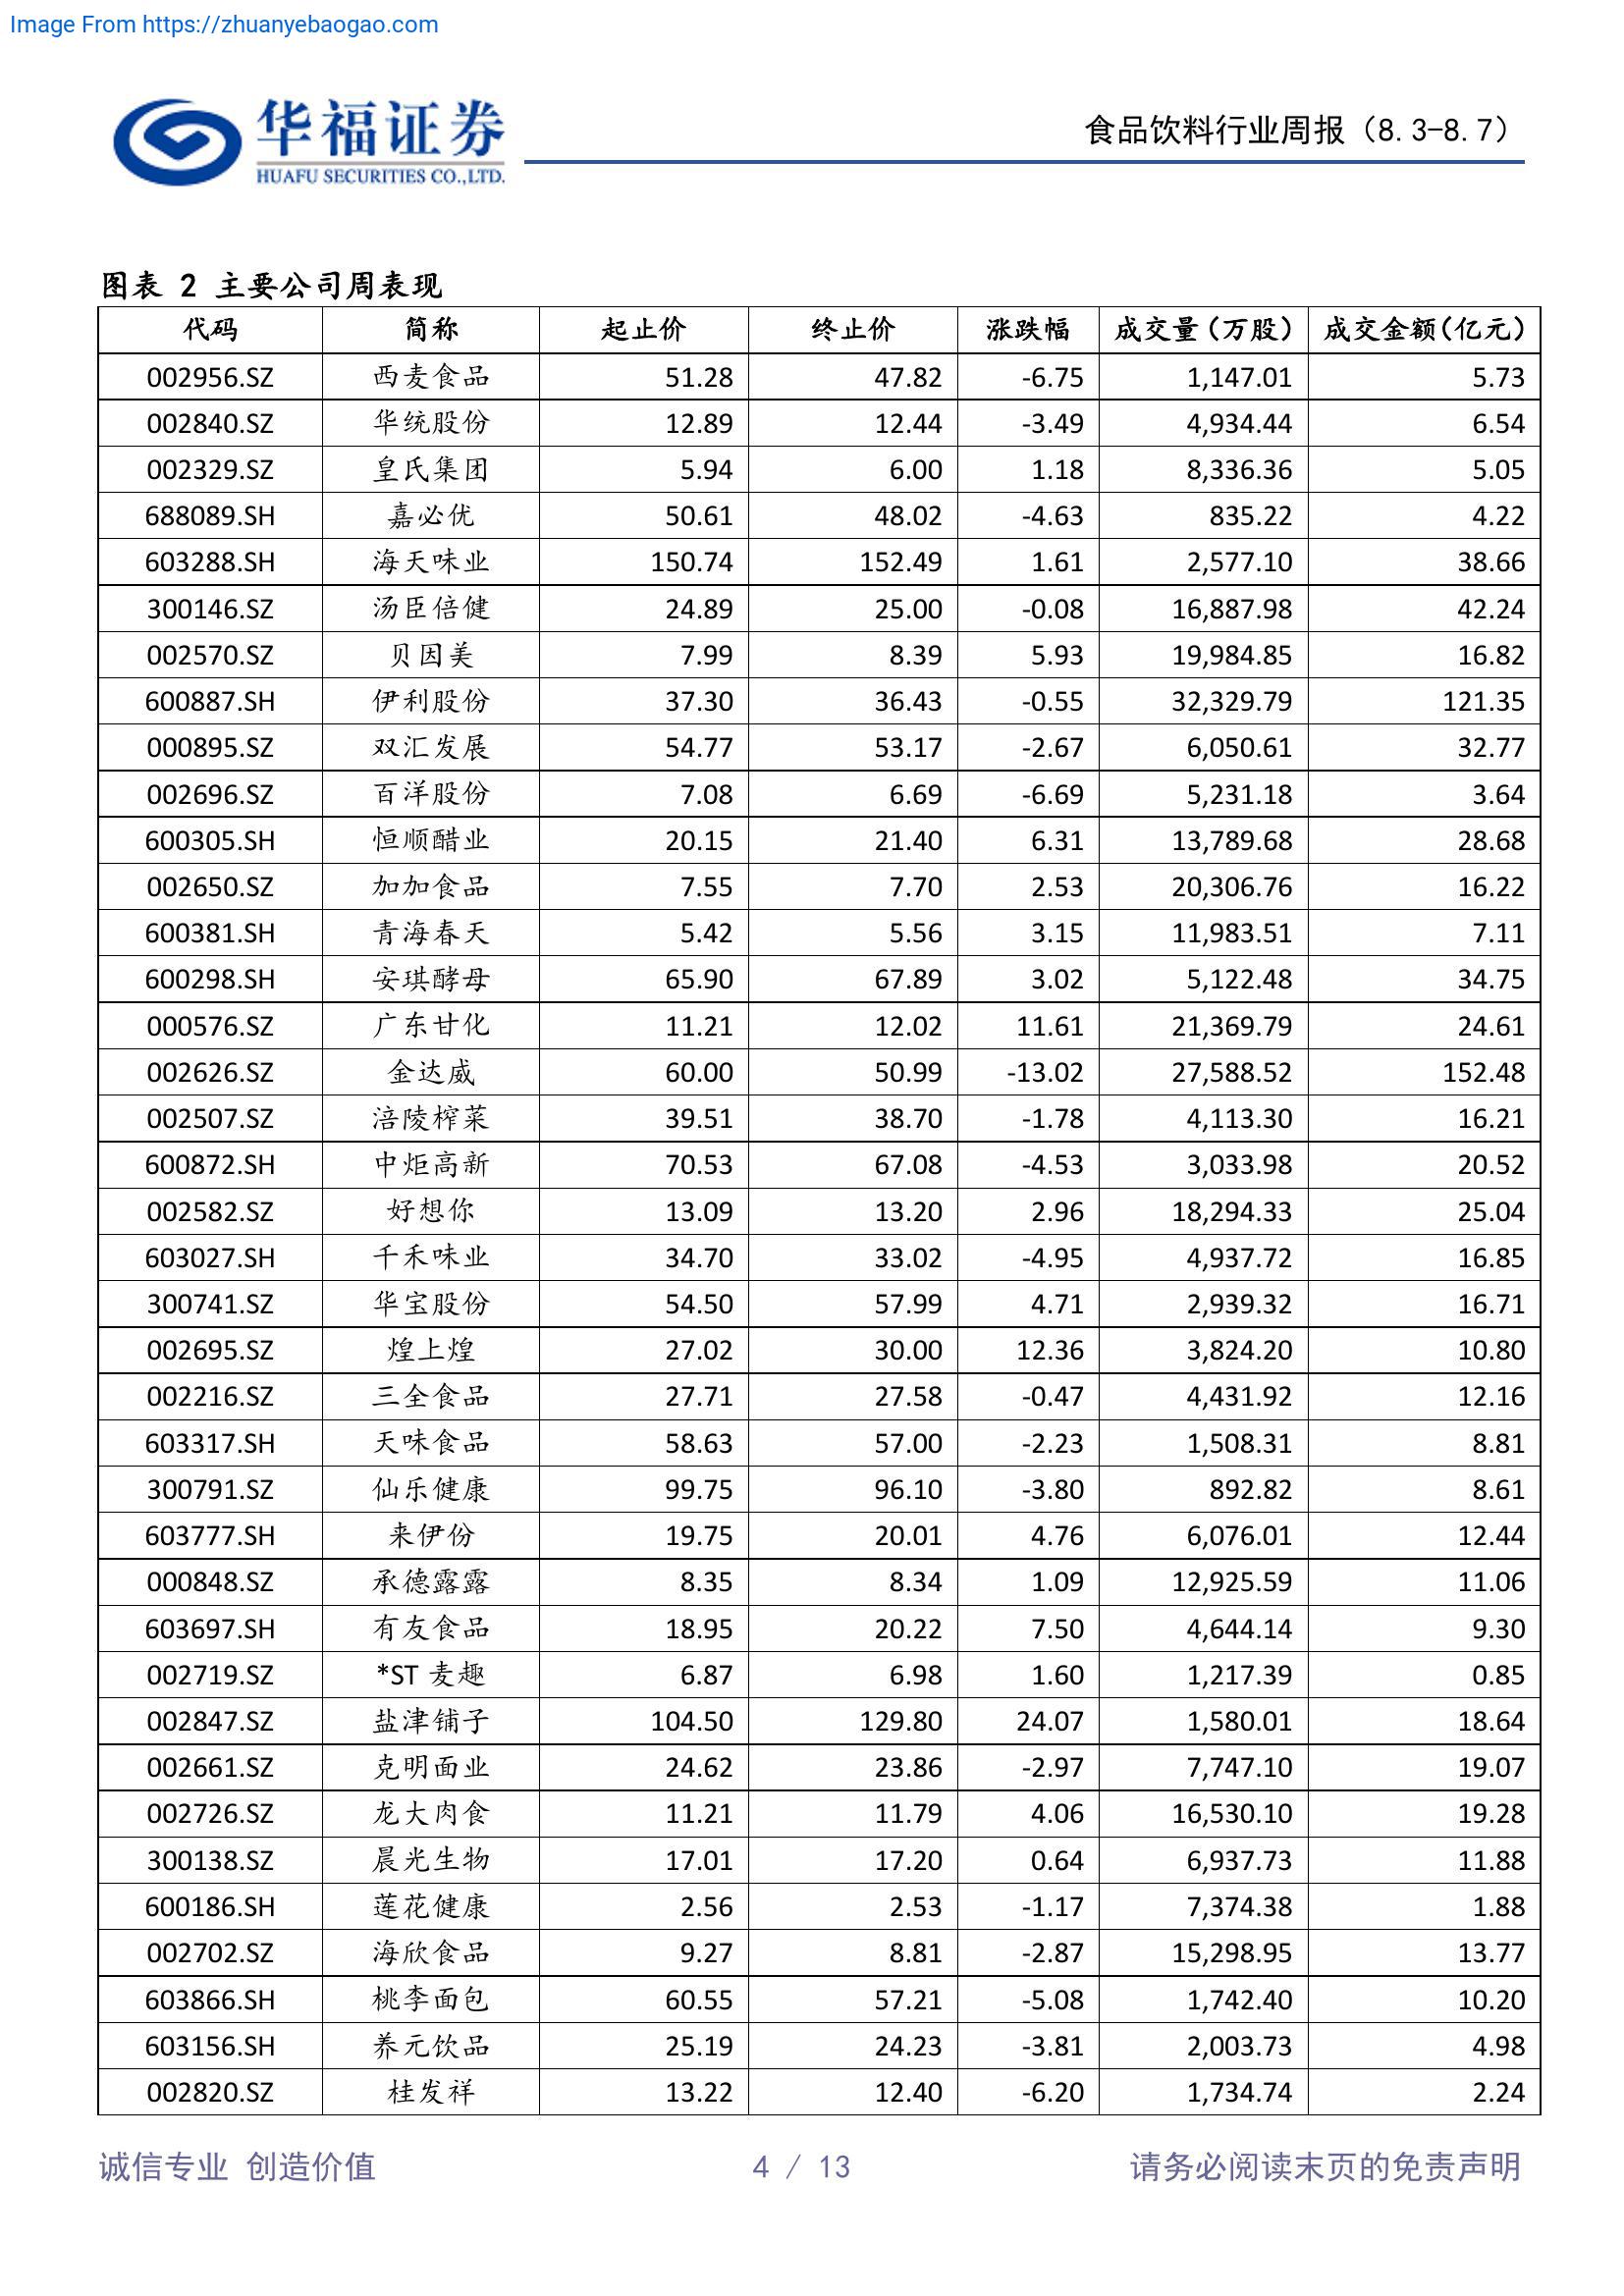 Image From https://zhuanyebaogao.com
华福证券
HUAFU SECURITIES CO.,LTD.
食品饮料行业周报（8.3-8.7）
图表 2 主要公司周表现
代码 简称 起止价 终止价 涨跌幅 成交量（万股） 成交金额（亿元）
002956.SZ 西麦食品 51.28 47.82 -6.75 1,147.01 5.73
002840.SZ 华统股份 12.89 12.44 -3.49 4,934.44 6.54
002329.SZ 皇氏集团 5.94 6.00 1.18 8,336.36 5.05
688089.SH 嘉必优 50.61 48.02 -4.63 835.22 4.22
603288.SH 海天味业 150.74 152.49 1.61 2,577.10 38.66
300146.SZ 汤臣倍健 24.89 25.00 -0.08 16,887.98 42.24
002570.SZ 贝因美 7.99 8.39 5.93 19,984.85 16.82
600887.SH 伊利股份 37.30 36.43 -0.55 32,329.79 121.35
000895.SZ 双汇发展 54.77 53.17 -2.67 6,050.61 32.77
002696.SZ 百洋股份 7.08 6.69 -6.69 5,231.18 3.64
600305.SH 恒顺醋业 20.15 21.40 6.31 13,789.68 28.68
002650.SZ 加加食品 7.55 7.70 2.53 20,306.76 16.22
600381.SH 青海春天 5.42 5.56 3.15 11,983.51 7.11
600298.SH 安琪酵母 65.90 67.89 3.02 5,122.48 34.75
000576.SZ 广东甘化 11.21 12.02 11.61 21,369.79 24.61
002626.SZ 金达威 60.00 50.99 -13.02 27,588.52 152.48
002507.SZ 涪陵榨菜 39.51 38.70 -1.78 4,113.30 16.21
600872.SH 中炬高新 70.53 67.08 -4.53 3,033.98 20.52
002582.SZ 好想你 13.09 13.20 2.96 18,294.33 25.04
603027.SH 千禾味业 34.70 33.02 -4.95 4,937.72 16.85
300741.SZ 华宝股份 54.50 57.99 4.71 2,939.32 16.71
002695.SZ 煌上煌 27.02 30.00 12.36 3,824.20 10.80
002216.SZ 三全食品 27.71 27.58 -0.47 4,431.92 12.16
603317.SH 天味食品 58.63 57.00 -2.23 1,508.31 8.81
300791.SZ 仙乐健康 99.75 96.10 -3.80 892.82 8.61
603777.SH 来伊份 19.75 20.01 4.76 6,076.01 12.44
000848.SZ 承德露露 8.35 8.34 1.09 12,925.59 11.06
603697.SH 有友食品 18.95 20.22 7.50 4,644.14 9.30
002719.SZ *ST 麦趣 6.87 6.98 1.60 1,217.39 0.85
002847.SZ 盐津铺子 104.50 129.80 24.07 1,580.01 18.64
002661.SZ 克明面业 24.62 23.86 -2.97 7,747.10 19.07
002726.SZ 龙大肉食 11.21 11.79 4.06 16,530.10 19.28
300138.SZ 晨光生物 17.01 17.20 0.64 6,937.73 11.88
600186.SH 莲花健康 2.56 2.53 -1.17 7,374.38 1.88
002702.SZ 海欣食品 9.27 8.81 -2.87 15,298.95 13.77
603866.SH 桃李面包 60.55 57.21 -5.08 1,742.40 10.20
603156.SH 养元饮品 25.19 24.23 -3.81 2,003.73 4.98
002820.SZ 桂发祥 13.22 12.40 -6.20 1,734.74 2.24
诚信专业 创造价值 4 / 13 请务必阅读末页的免责声明